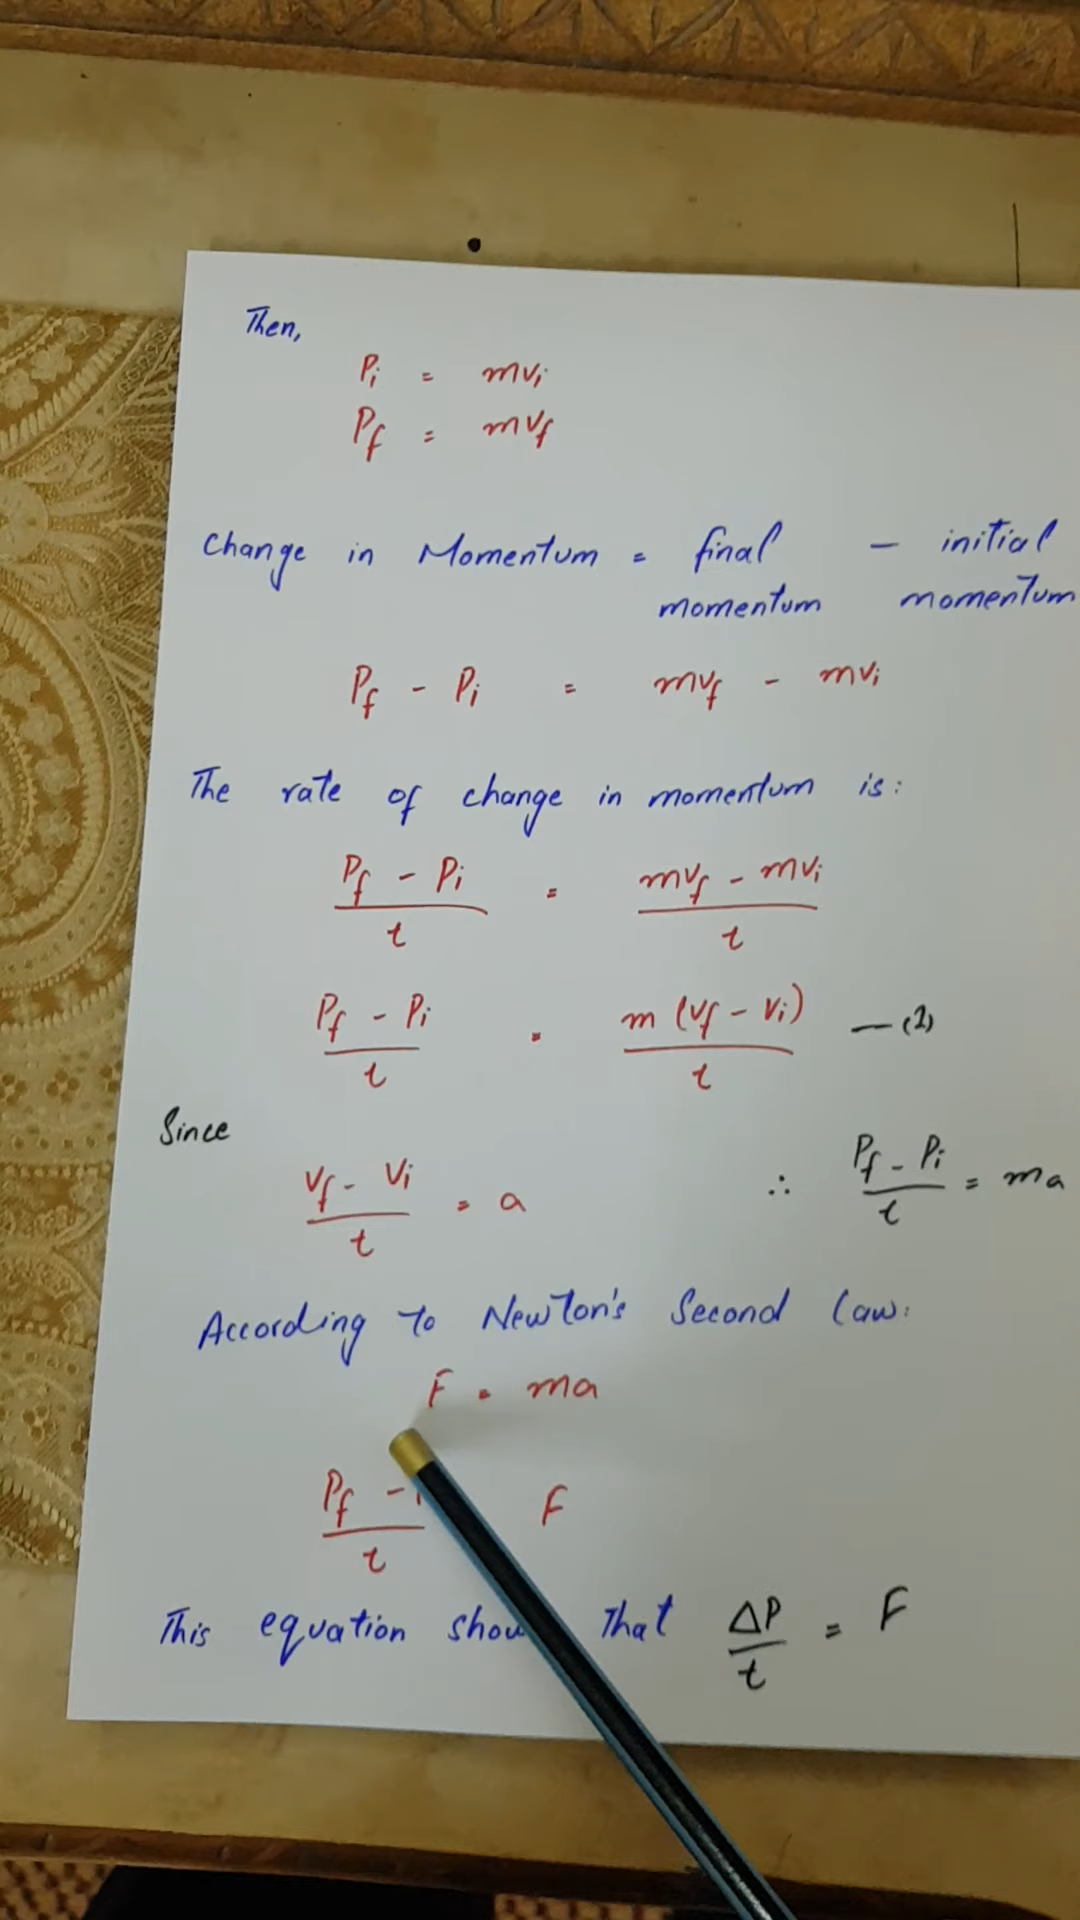 Then,
Pi = mvi
Pf = mvf
Change in Momentum = final momentum - initial momentum
Pf - Pi = mvf - mvi
The rate of change in momentum is:
Pf - Pi / t = mvf - mvi / t
Pf - Pi / t = m (vf - vi) / t — (1)
Since
Vf - Vi / t = a ∴ Pf - Pi / t = ma
According to Newton's Second Law:
F = ma
Pf - / t F
This equation that ΔP / t = F